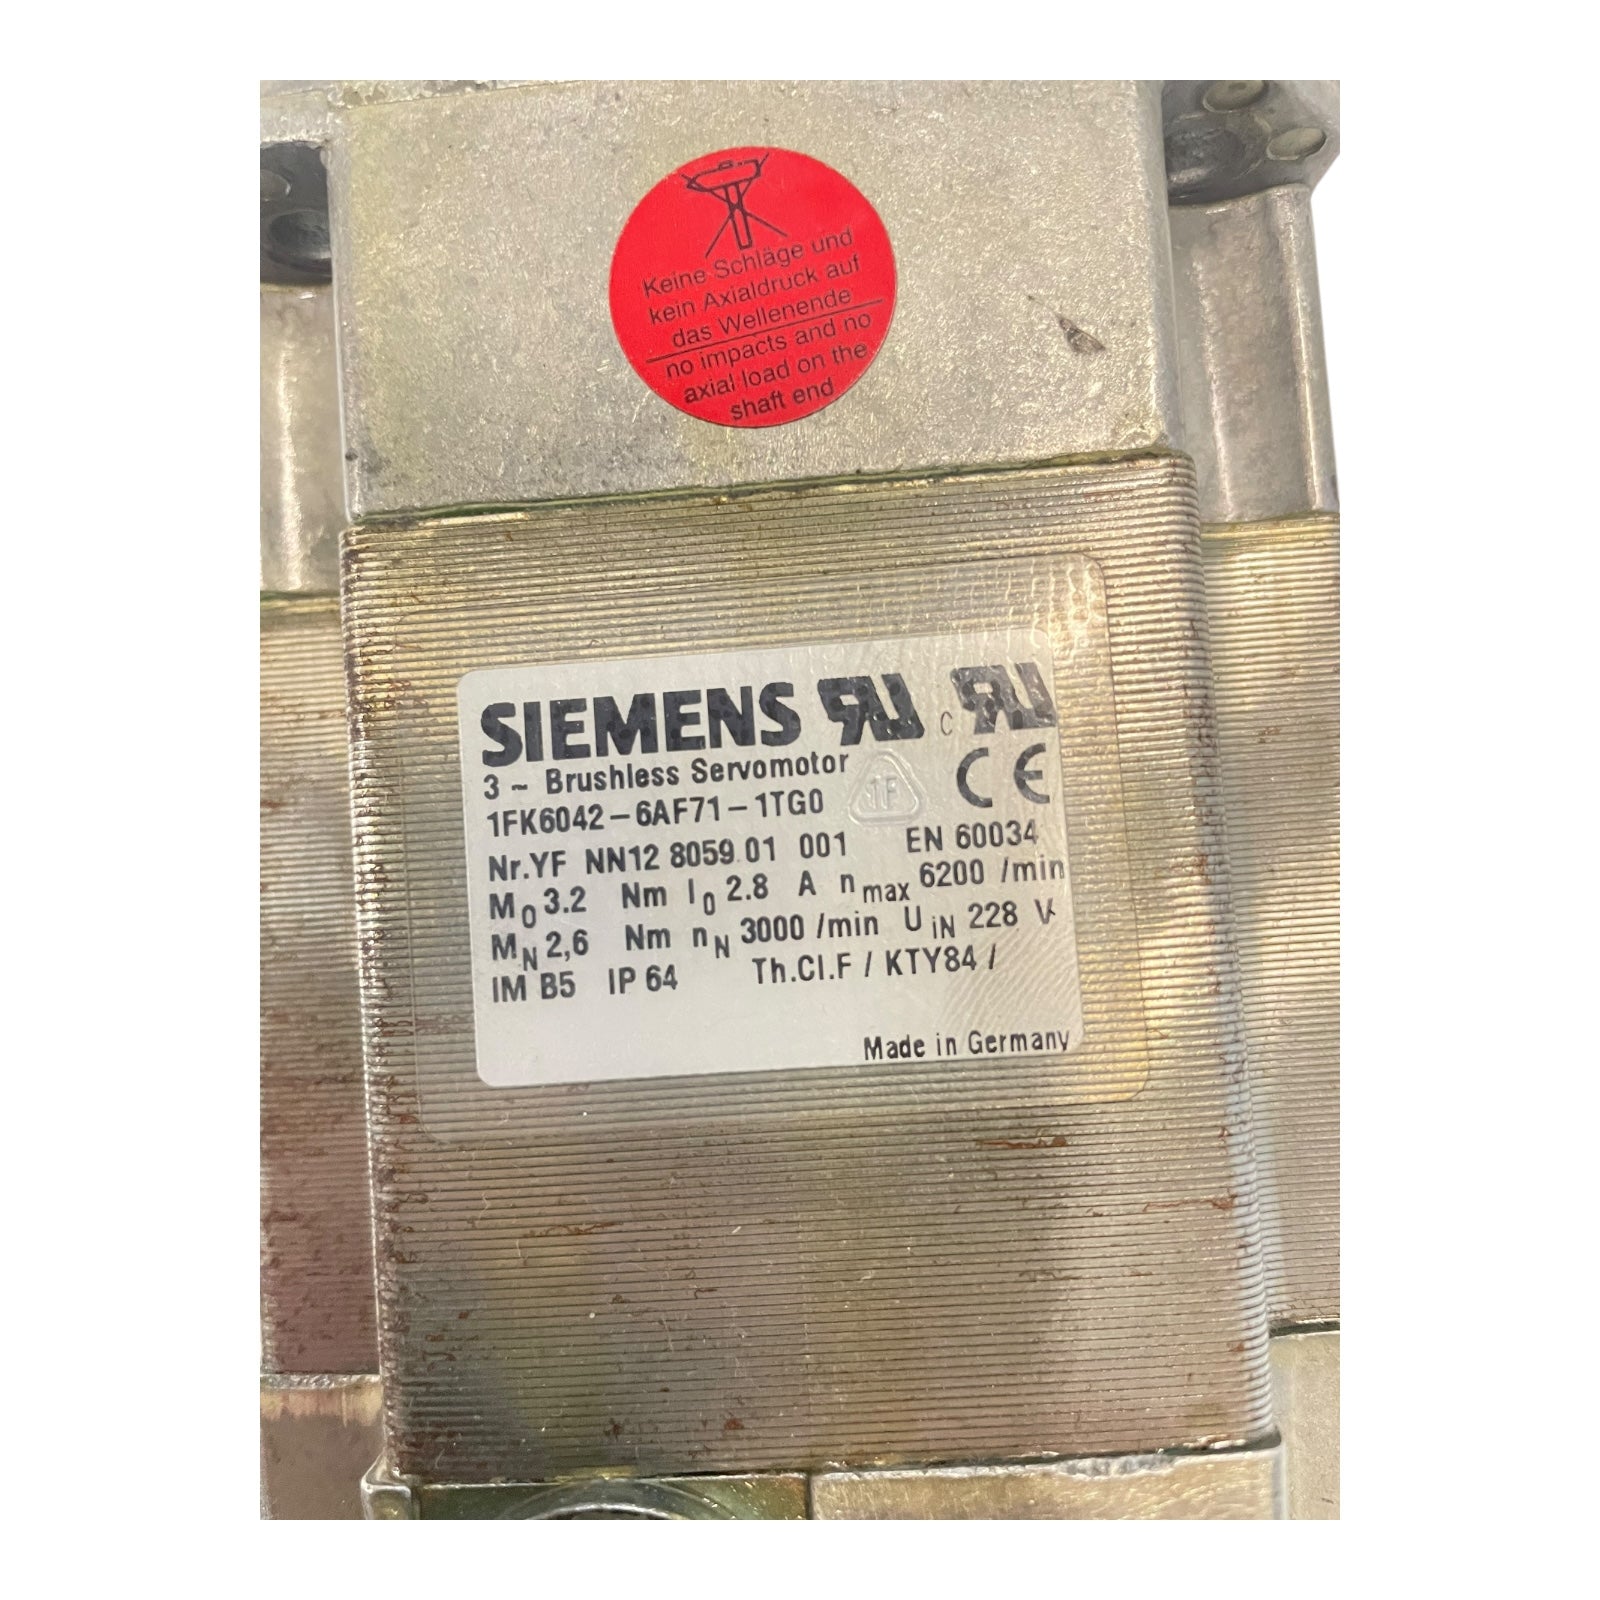 Keine Schläge und
kein Axialdruck auf
das Wellenende
no impacts and no
axial load on the
shaft end
SIEMENS
3 ~ Brushless Servomotor
1FK6042-6AF71-1TG0
1F
C
CE
Nr.YF NN12 8059 01 001 EN 60034
M0 3.2 Nm I0 2.8 A nmax 6200 /min
MN 2,6 Nm nN 3000 /min UiN 228 V
IM B5 IP 64 Th.Cl.F / KTY84 /
Made in Germany